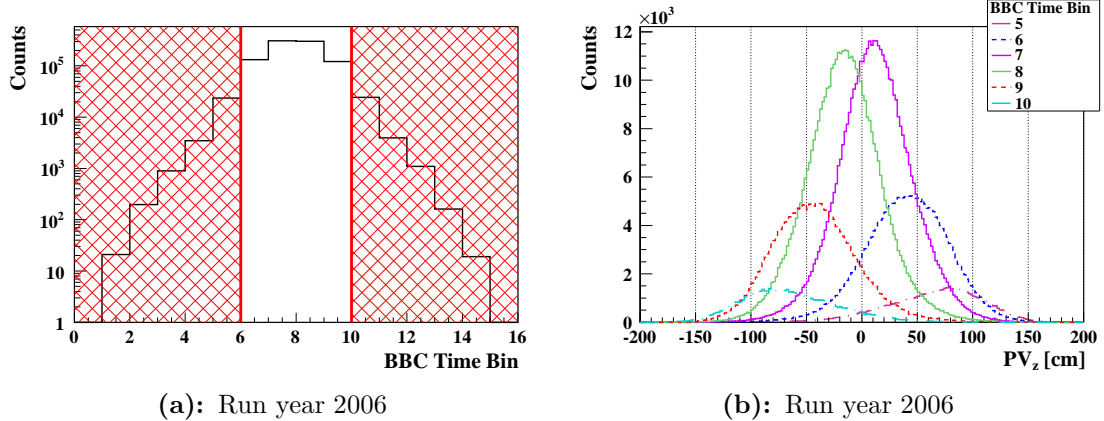 Counts
10^5
10^4
10^3
10^2
10
1
0 2 4 6 8 10 12 14 16
BBC Time Bin
(a): Run year 2006
×10^3
BBC Time Bin
5
6
7
8
9
10
Counts
12
10
8
6
4
2
0
-200 -150 -100 -50 0 50 100 150 200
PV_z [cm]
(b): Run year 2006